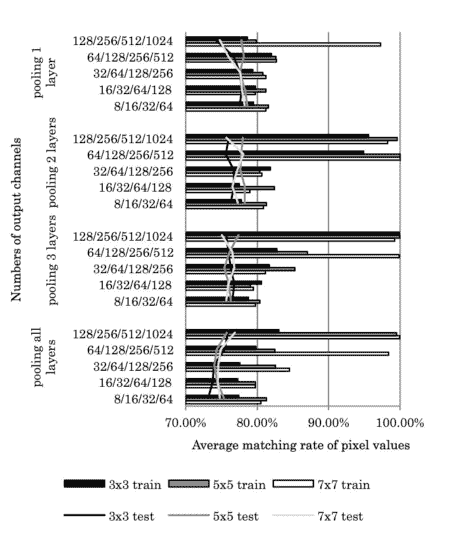 Numbers of output channels
pooling 1
layer
128/256/512/1024
64/128/256/512
32/64/128/256
16/32/64/128
8/16/32/64
pooling 2 layers
128/256/512/1024
64/128/256/512
32/64/128/256
16/32/64/128
8/16/32/64
pooling 3 layers
128/256/512/1024
64/128/256/512
32/64/128/256
16/32/64/128
8/16/32/64
pooling all
layers
128/256/512/1024
64/128/256/512
32/64/128/256
16/32/64/128
8/16/32/64
70.00% 80.00% 90.00% 100.00%
Average matching rate of pixel values
3x3 train 5x5 train 7x7 train
3x3 test 5x5 test 7x7 test